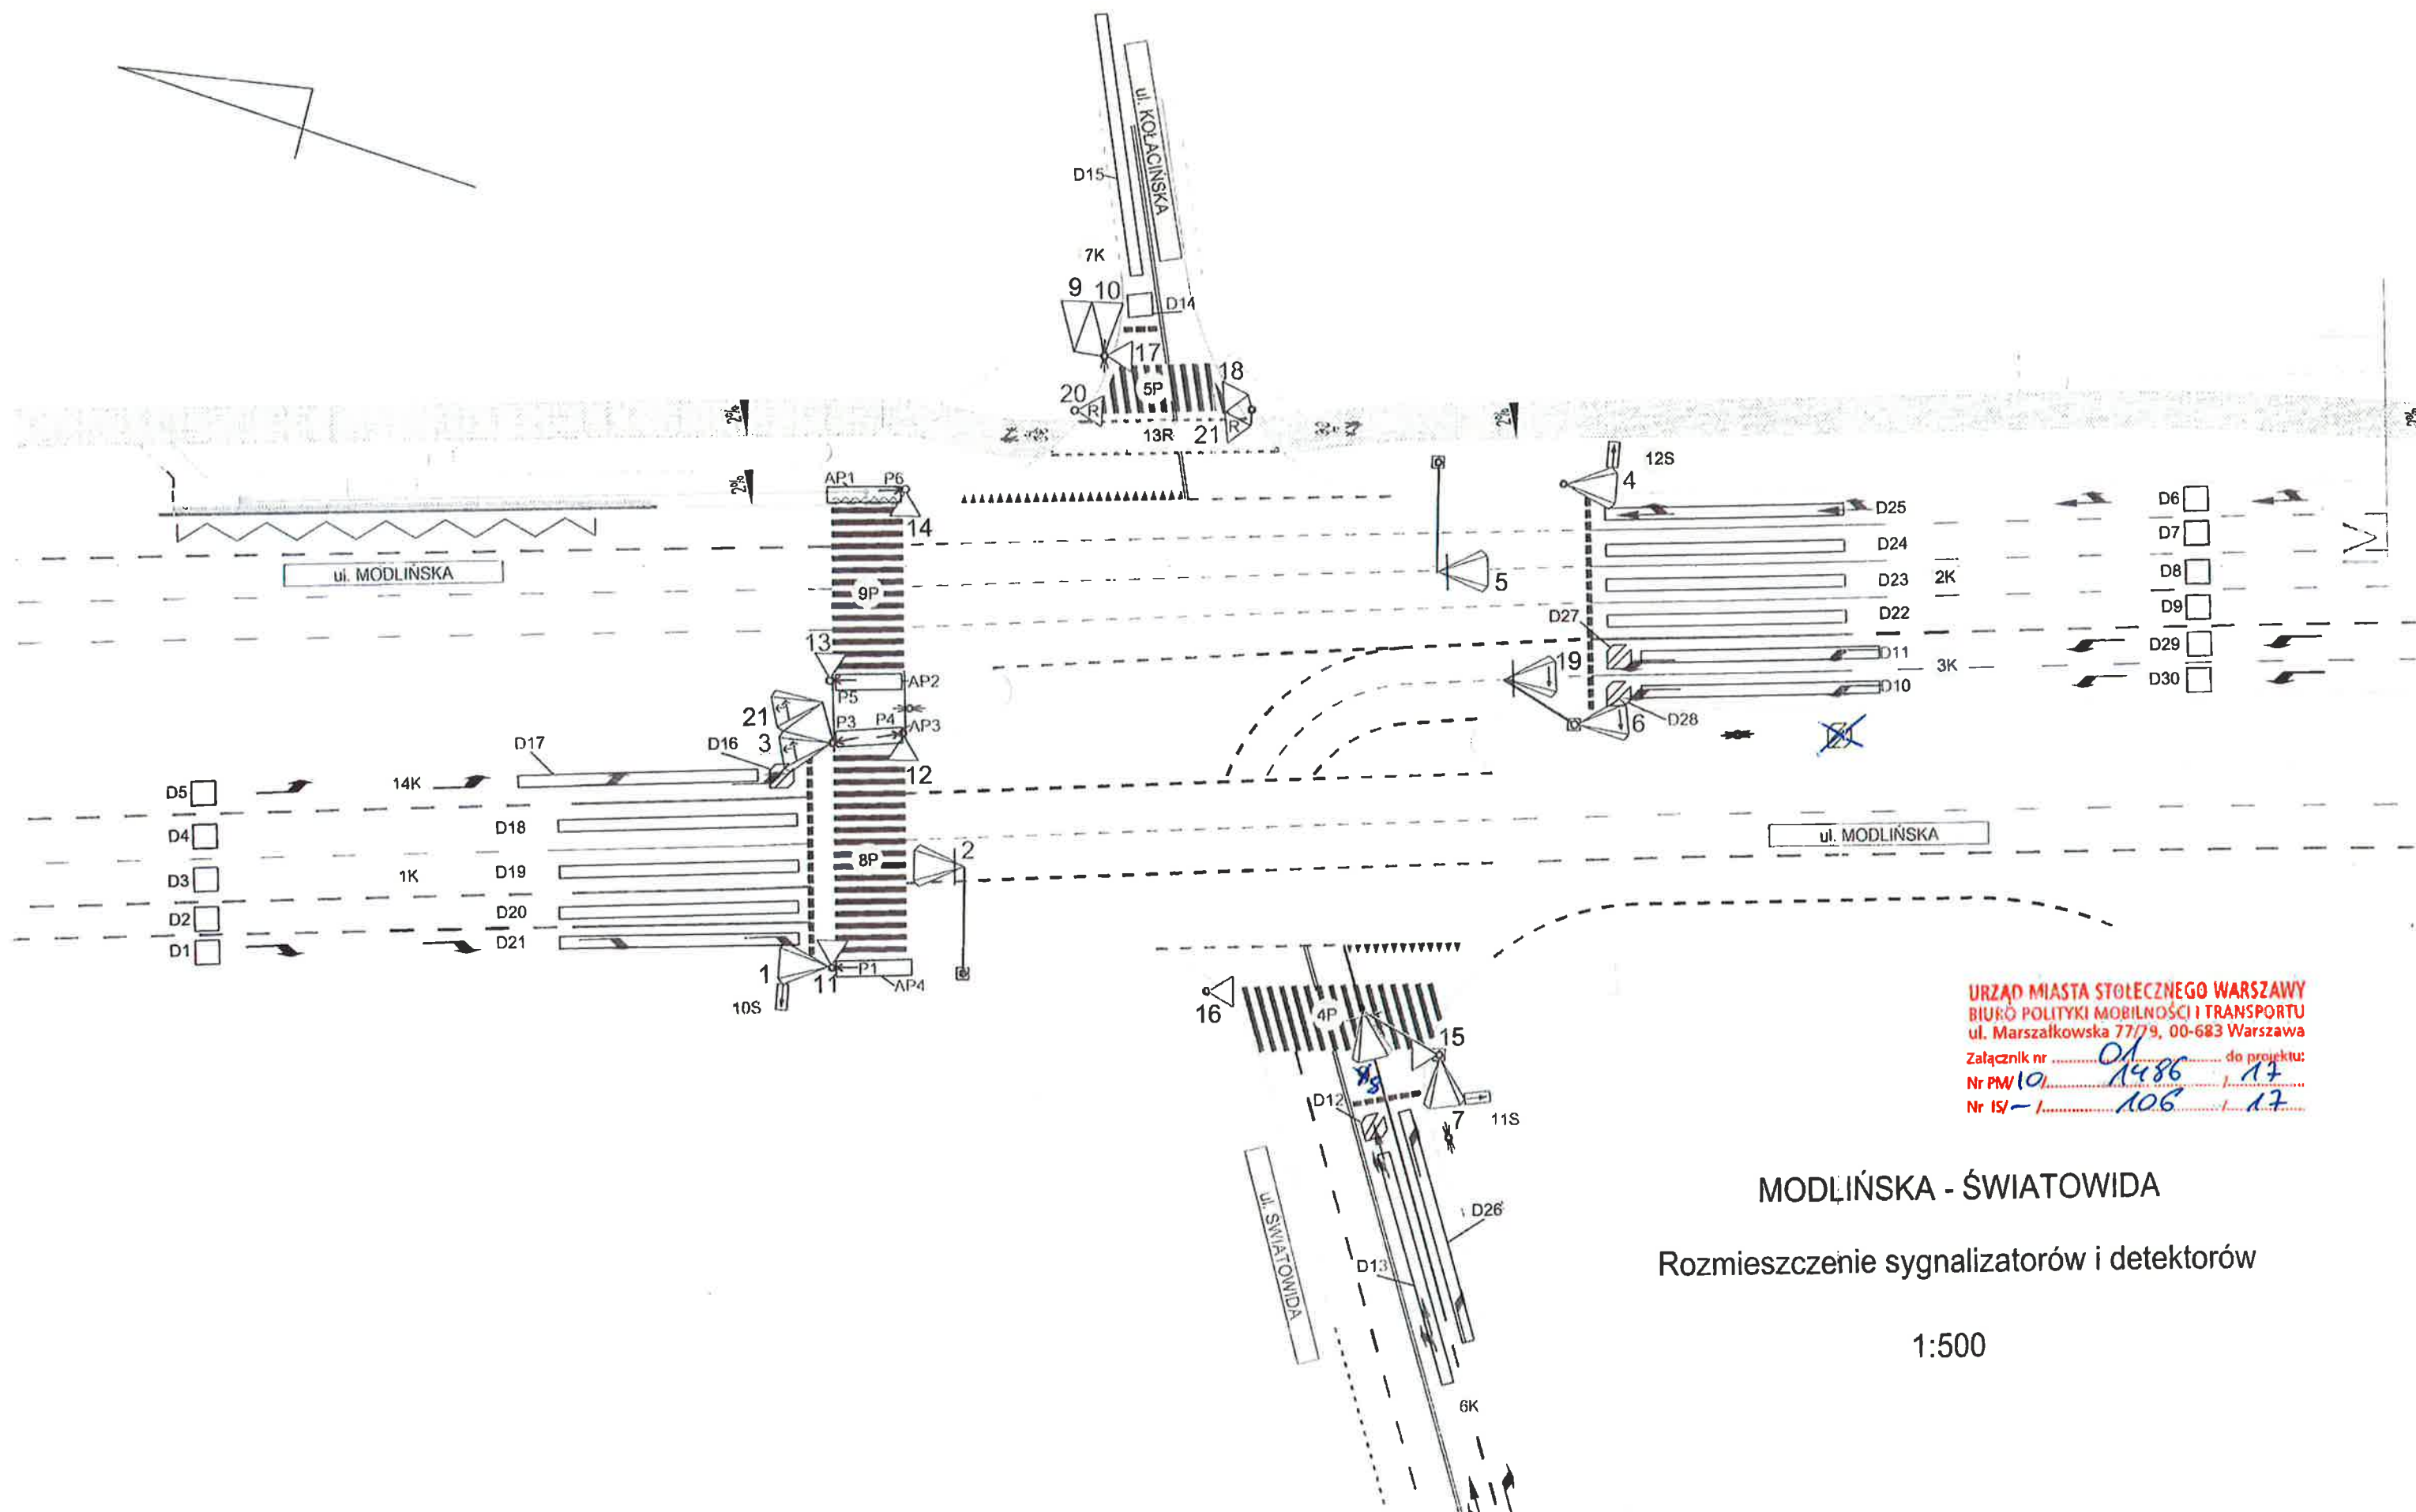 ul. KOŁACIŃSKA
D15
7K
9
10
D14
17
18
20
5P
R
13R
21
R
2%
2%
2%
2%
12S
4
AP1
P6
14
D25
D6
D24
D7
ul. MODLIŃSKA
5
D23
2K
D8
9P
D22
D9
D27
13
19
D11
D29
3K
AP2
P5
D10
D30
21
P3
P4
AP3
6
D28
3
D17
D16
12
D5
14K
D4
D18
ul. MODLIŃSKA
8P
2
D3
1K
D19
D2
D20
D1
D21
1
11
P1
AP4
10S
16
4P
15
8
D12
7
11S
ul. ŚWIATOWIDA
D26
D13
6K
URZĄD MIASTA STOŁECZNEGO WARSZAWY
BIURO POLITYKI MOBILNOŚCI I TRANSPORTU
ul. Marszałkowska 77/79, 00-683 Warszawa
Załącznik nr 01 do projektu:
Nr PM/10/ 1486 / 17
Nr IS/ – / 106 / 17
MODLIŃSKA - ŚWIATOWIDA
Rozmieszczenie sygnalizatorów i detektorów
1:500